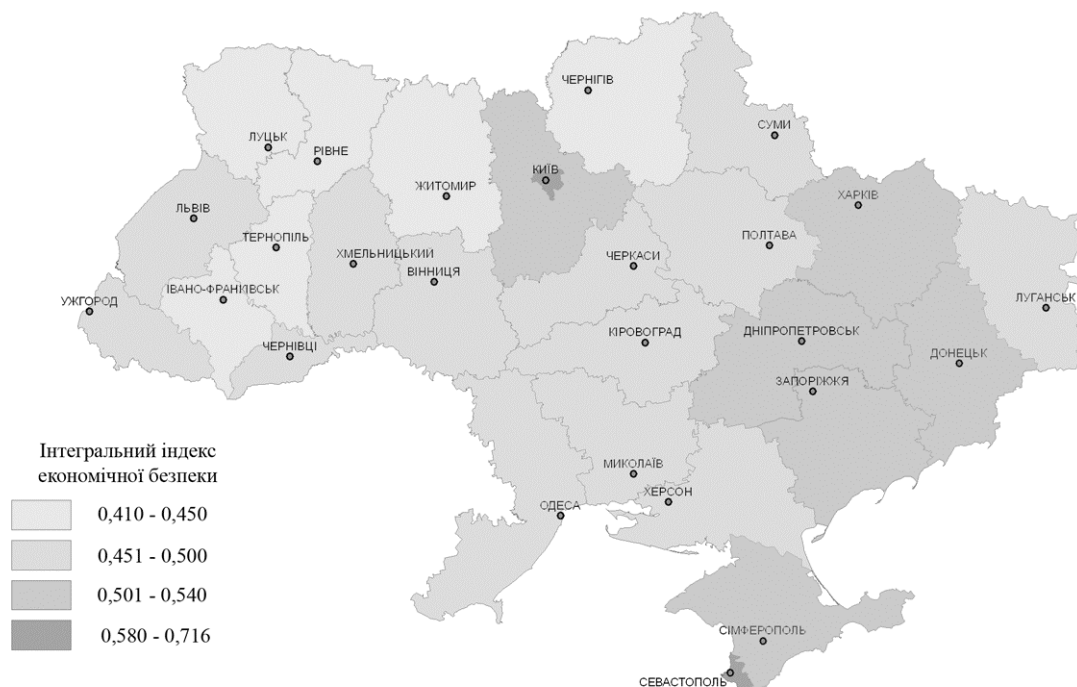 ЧЕРНІГІВ
СУМИ
ЛУЦЬК
РІВНЕ
КИЇВ
ЖИТОМИР
ХАРКІВ
ЛЬВІВ
ТЕРНОПІЛЬ
ПОЛТАВА
ХМЕЛЬНИЦЬКИЙ
ЧЕРКАСИ
ВІННИЦЯ
ІВАНО-ФРАНКІВСЬК
УЖГОРОД
ЛУГАНСЬК
КІРОВОГРАД
ДНІПРОПЕТРОВСЬК
ЧЕРНІВЦІ
ДОНЕЦЬК
ЗАПОРІЖЖЯ
Інтегральний індекс
економічної безпеки
МИКОЛАЇВ
ХЕРСОН
ОДЕСА
0,410 - 0,450
0,451 - 0,500
0,501 - 0,540
0,580 - 0,716
СІМФЕРОПОЛЬ
СЕВАСТОПОЛЬ